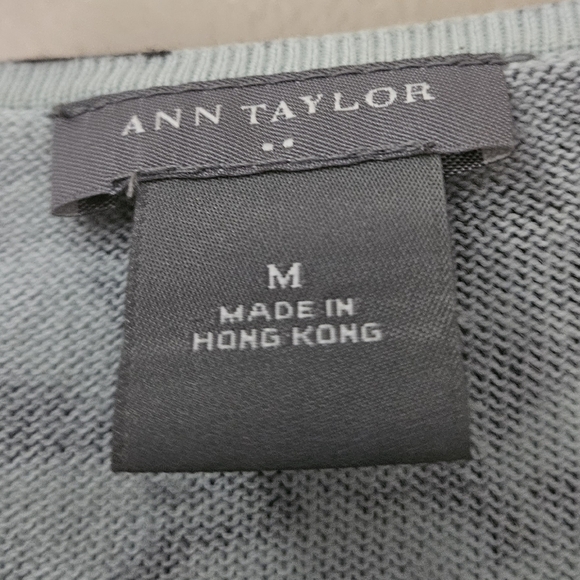 ANN TAYLOR
M
MADE IN
HONG KONG